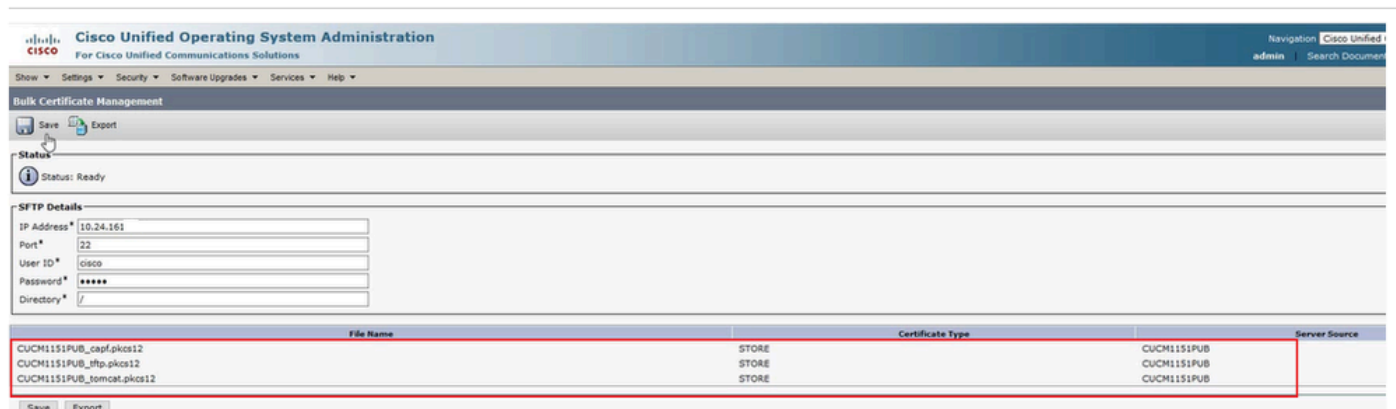 CISCO
Cisco Unified Operating System Administration
For Cisco Unified Communications Solutions
Navigation Cisco Unified
admin Search Document
Show Settings Security Software Upgrades Services Help
Bulk Certificate Management
Save Export
Status
Status: Ready
SFTP Details
IP Address* 10.24.161
Port* 22
User ID* cisco
Password* •••••
Directory* /
File Name Certificate Type Server Source
CUCM1151PUB_capf.pkcs12 STORE CUCM1151PUB
CUCM1151PUB_tftp.pkcs12 STORE CUCM1151PUB
CUCM1151PUB_tomcat.pkcs12 STORE CUCM1151PUB
Save Export